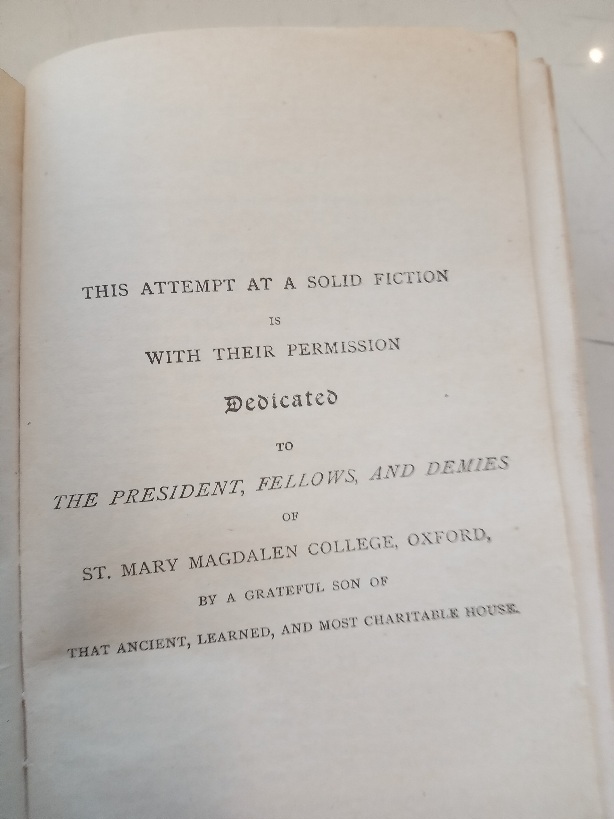 THIS ATTEMPT AT A SOLID FICTION
IS
WITH THEIR PERMISSION
Dedicated
TO
THE PRESIDENT, FELLOWS, AND DEMIES
OF
ST. MARY MAGDALEN COLLEGE, OXFORD,
BY A GRATEFUL SON OF
THAT ANCIENT, LEARNED, AND MOST CHARITABLE HOUSE.